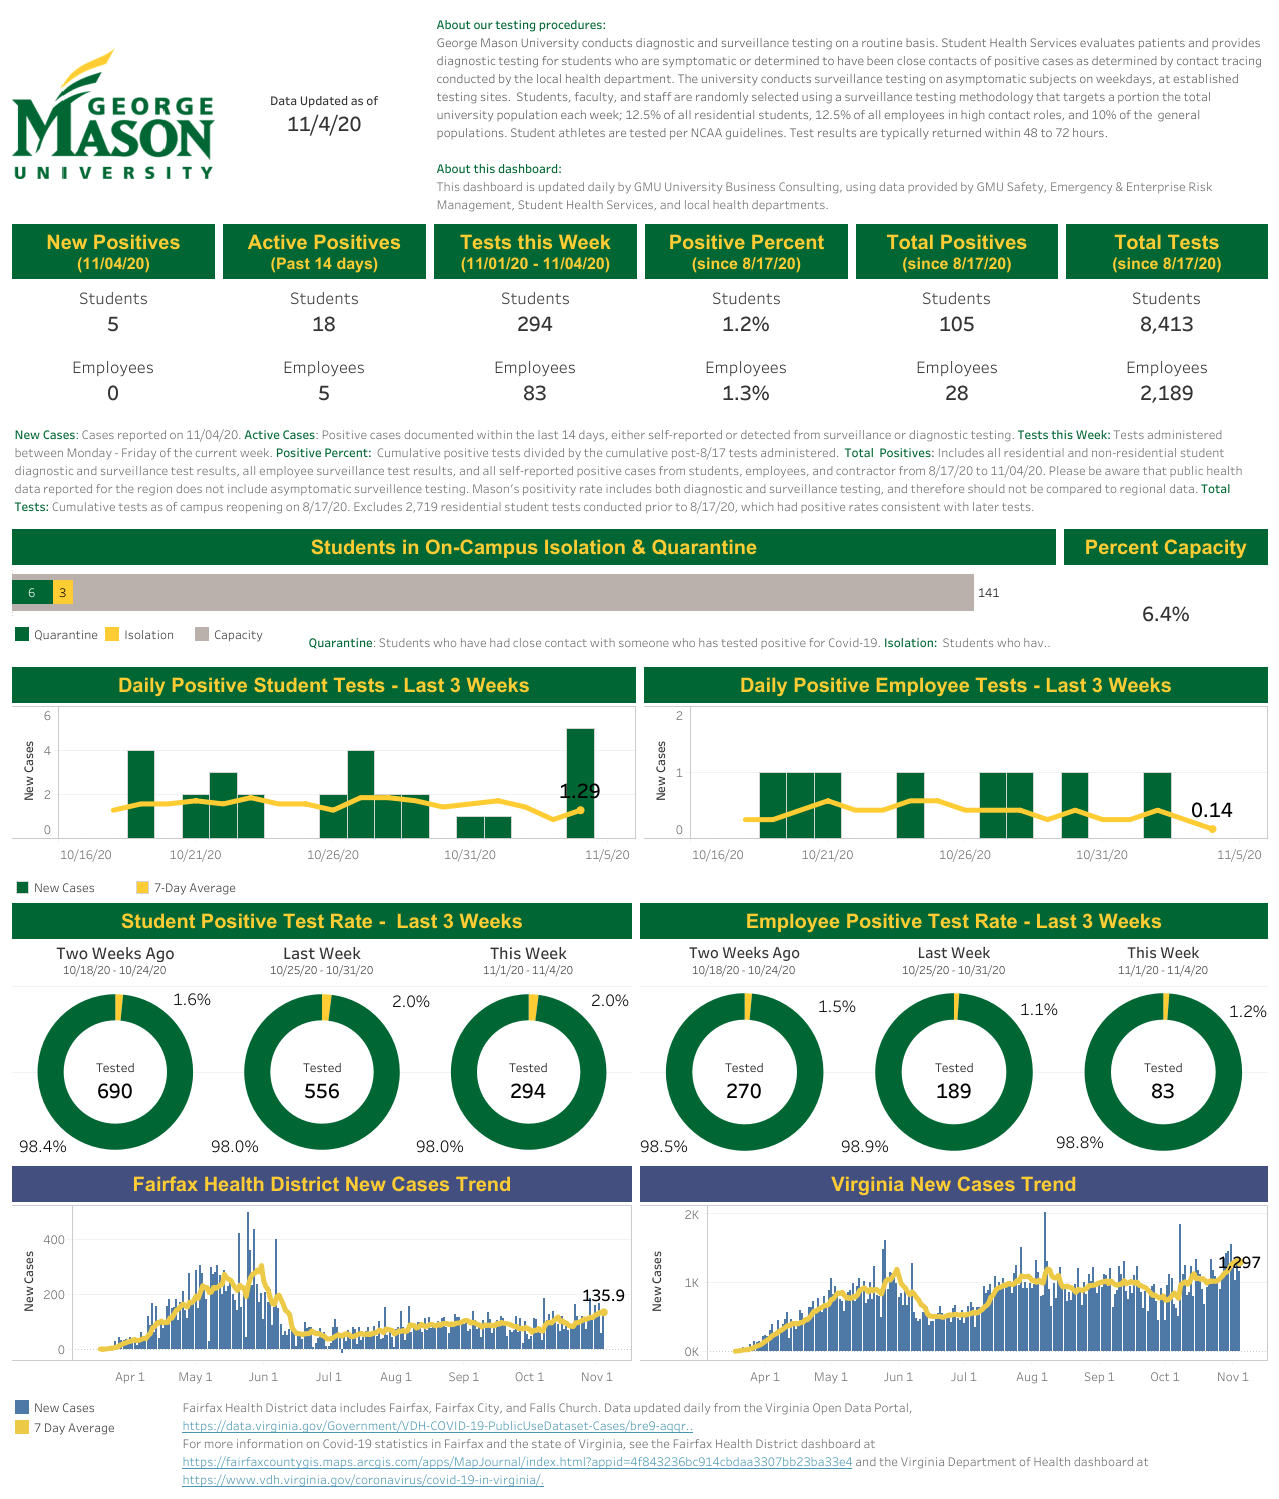 About our testing procedures:
George Mason University conducts diagnostic and surveillance testing on a routine basis. Student Health Services evaluates patients and provides
diagnostic testing for students who are symptomatic or determined to have been close contacts of positive cases as determined by contact tracing
conducted by the local health department. The university conducts surveillance testing on asymptomatic subjects on weekdays, at established
testing sites.  Students, faculty, and staff are randomly selected using a surveillance testing methodology that targets a portion the total
university population each week; 12.5% of all residential students, 12.5% of all employees in high contact roles, and 10% of the  general
populations. Student athletes are tested per NCAA guidelines. Test results are typically returned within 48 to 72 hours.
GEORGE
MASON
UNIVERSITY
Data Updated as of
11/4/20
About this dashboard:
This dashboard is updated daily by GMU University Business Consulting, using data provided by GMU Safety, Emergency & Enterprise Risk
Management, Student Health Services, and local health departments.
New Positives Active Positives Tests this Week Positive Percent Total Positives Total Tests
(11/04/20) (Past 14 days) (11/01/20 - 11/04/20) (since 8/17/20) (since 8/17/20) (since 8/17/20)
Students Students Students Students Students Students
5 18 294 1.2% 105 8,413
Employees Employees Employees Employees Employees Employees
0 5 83 1.3% 28 2,189
New Cases: Cases reported on 11/04/20. Active Cases: Positive cases documented within the last 14 days, either self-reported or detected from surveillance or diagnostic testing. Tests this Week: Tests administered
between Monday - Friday of the current week. Positive Percent:  Cumulative positive tests divided by the cumulative post-8/17 tests administered.  Total  Positives: Includes all residential and non-residential student
diagnostic and surveillance test results, all employee surveillance test results, and all self-reported positive cases from students, employees, and contractor from 8/17/20 to 11/04/20. Please be aware that public health
data reported for the region does not include asymptomatic surveillence testing. Mason's positivity rate includes both diagnostic and surveillance testing, and therefore should not be compared to regional data. Total
Tests: Cumulative tests as of campus reopening on 8/17/20. Excludes 2,719 residential student tests conducted prior to 8/17/20, which had positive rates consistent with later tests.
Students in On-Campus Isolation & Quarantine Percent Capacity
6 3 141
6.4%
Quarantine Isolation Capacity
Quarantine: Students who have had close contact with someone who has tested positive for Covid-19. Isolation:  Students who hav..
Daily Positive Student Tests - Last 3 Weeks Daily Positive Employee Tests - Last 3 Weeks
New Cases
6
4
2
0
1.29
10/16/20 10/21/20 10/26/20 10/31/20 11/5/20
New Cases
2
1
0
0.14
10/16/20 10/21/20 10/26/20 10/31/20 11/5/20
New Cases 7-Day Average
Student Positive Test Rate -  Last 3 Weeks Employee Positive Test Rate - Last 3 Weeks
Two Weeks Ago Last Week This Week Two Weeks Ago Last Week This Week
10/18/20 - 10/24/20 10/25/20 - 10/31/20 11/1/20 - 11/4/20 10/18/20 - 10/24/20 10/25/20 - 10/31/20 11/1/20 - 11/4/20
1.6% 2.0% 2.0% 1.5% 1.1% 1.2%
Tested Tested Tested Tested Tested Tested
690 556 294 270 189 83
98.4% 98.0% 98.0% 98.5% 98.9% 98.8%
Fairfax Health District New Cases Trend Virginia New Cases Trend
New Cases
400
200
0
135.9
Apr 1 May 1 Jun 1 Jul 1 Aug 1 Sep 1 Oct 1 Nov 1
New Cases
2K
1K
0K
1,297
Apr 1 May 1 Jun 1 Jul 1 Aug 1 Sep 1 Oct 1 Nov 1
New Cases
7 Day Average
Fairfax Health District data includes Fairfax, Fairfax City, and Falls Church. Data updated daily from the Virginia Open Data Portal,
https://data.virginia.gov/Government/VDH-COVID-19-PublicUseDataset-Cases/bre9-aqqr..
For more information on Covid-19 statistics in Fairfax and the state of Virginia, see the Fairfax Health District dashboard at
https://fairfaxcountygis.maps.arcgis.com/apps/MapJournal/index.html?appid=4f843236bc914cbdaa3307bb23ba33e4 and the Virginia Department of Health dashboard at
https://www.vdh.virginia.gov/coronavirus/covid-19-in-virginia/.